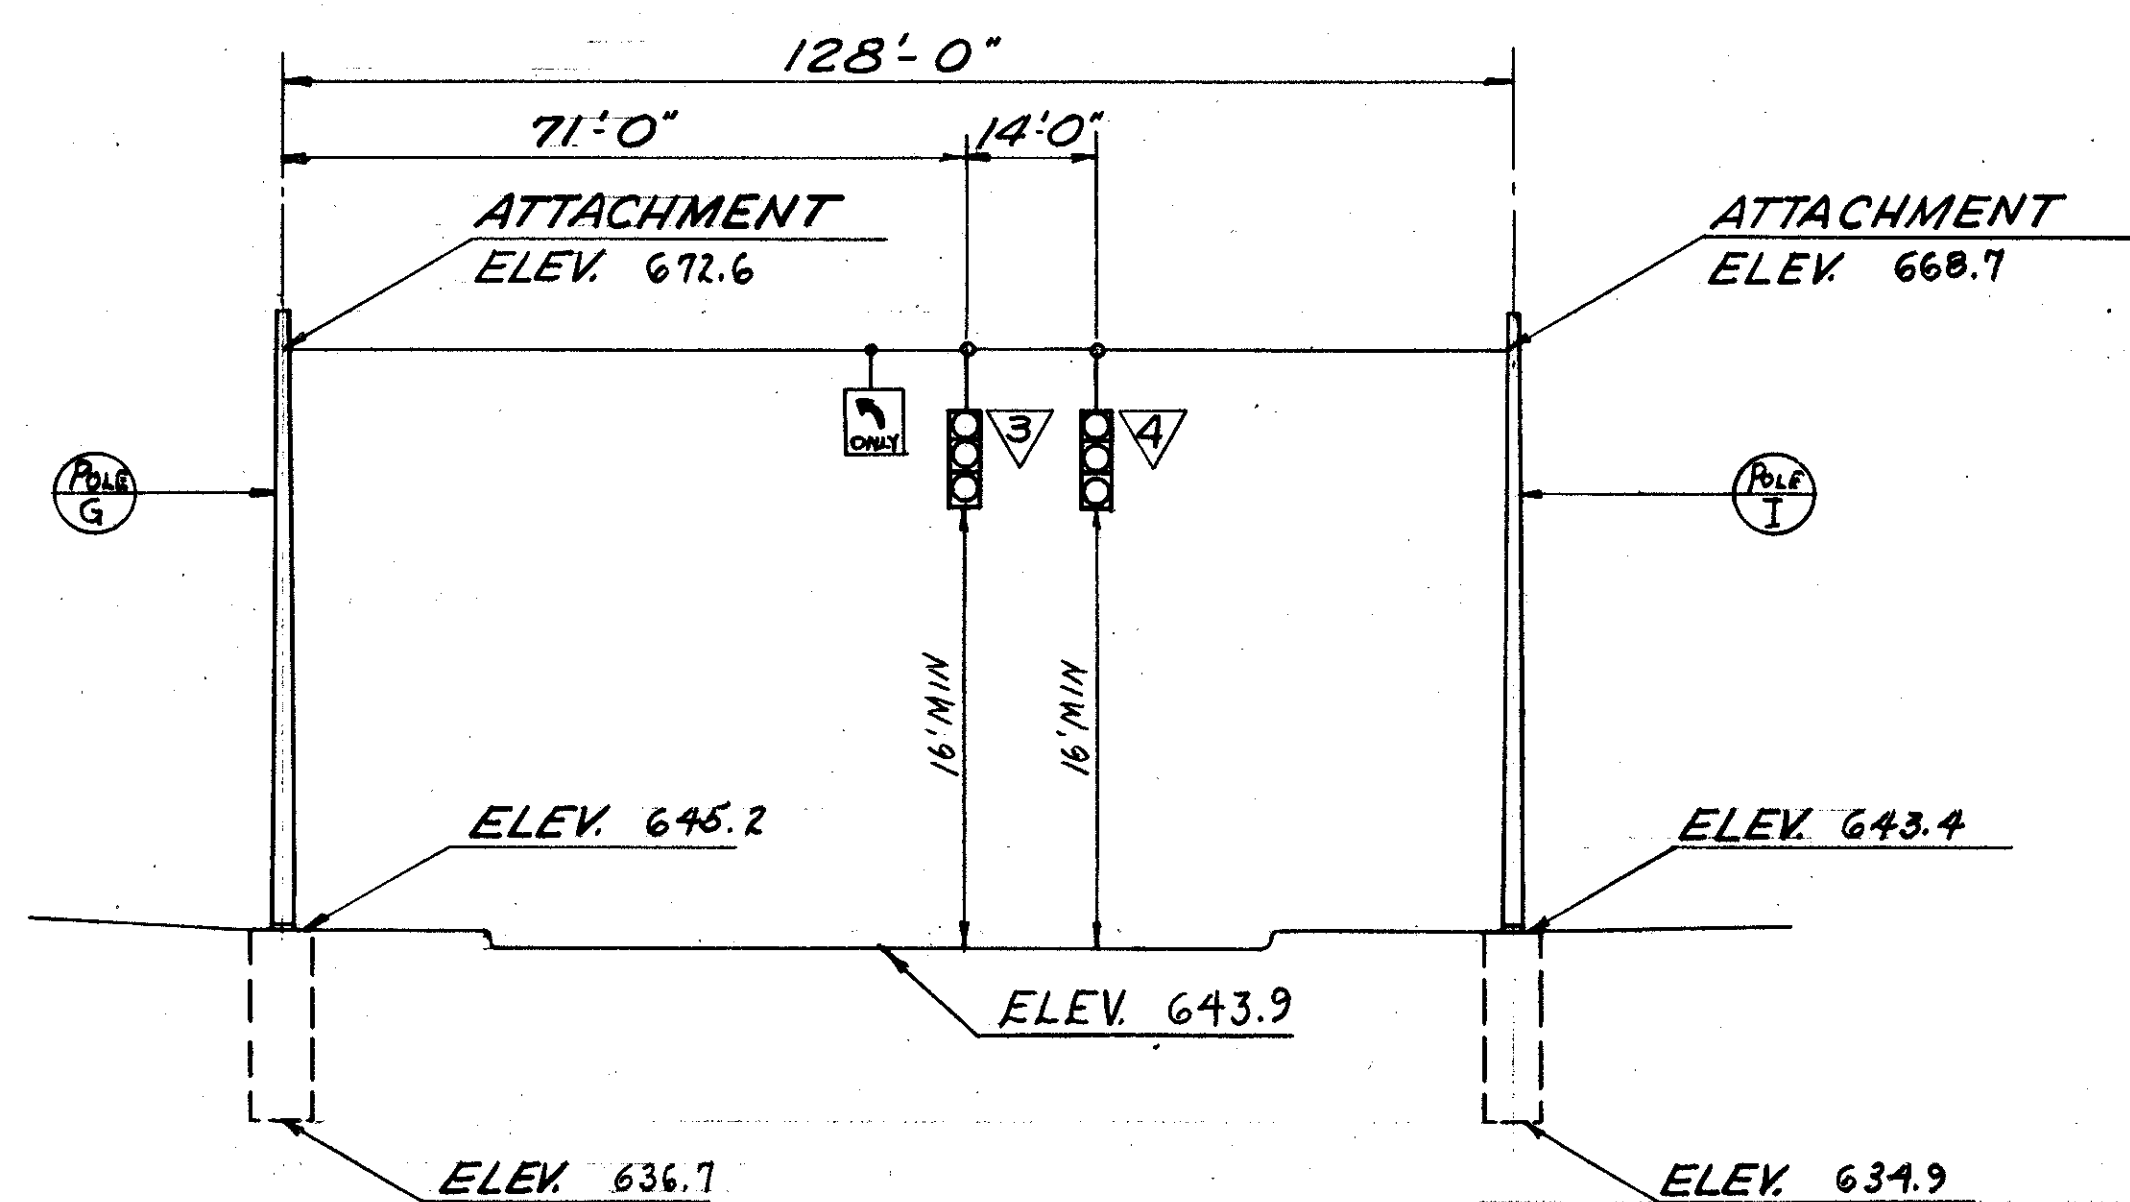 128'-0"
71'-0" 14'-0"
ATTACHMENT
ELEV. 672.6
ATTACHMENT
ELEV. 668.7
ONLY
3
4
POLE
G
POLE
I
16' MIN
16' MIN
ELEV. 645.2
ELEV. 643.4
ELEV. 643.9
ELEV. 636.7
ELEV. 634.9